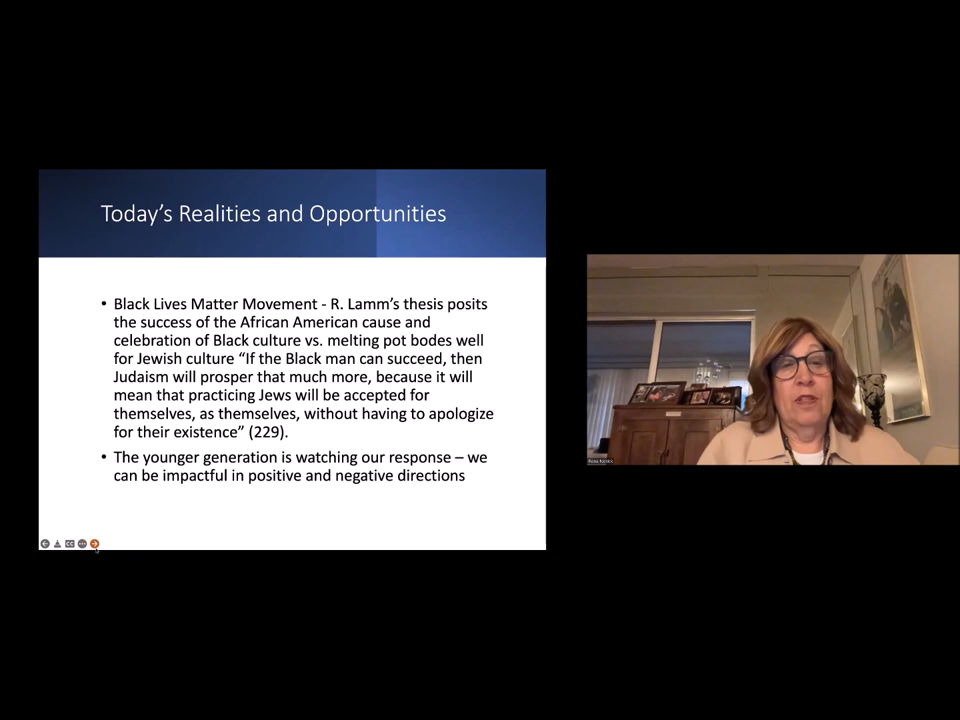 Today's Realities and Opportunities
• Black Lives Matter Movement - R. Lamm's thesis posits
the success of the African American cause and
celebration of Black culture vs. melting pot bodes well
for Jewish culture “If the Black man can succeed, then
Judaism will prosper that much more, because it will
mean that practicing Jews will be accepted for
themselves, as themselves, without having to apologize
for their existence” (229).
• The younger generation is watching our response – we
can be impactful in positive and negative directions
CC